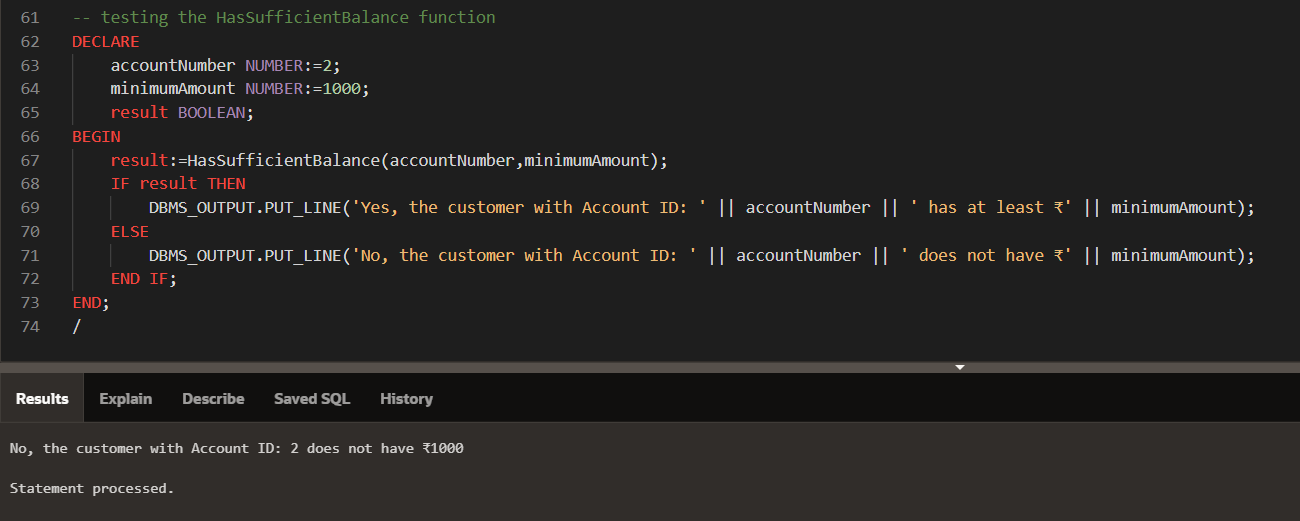 61 -- testing the HasSufficientBalance function
62 DECLARE
63 accountNumber NUMBER:=2;
64 minimumAmount NUMBER:=1000;
65 result BOOLEAN;
66 BEGIN
67 result:=HasSufficientBalance(accountNumber,minimumAmount);
68 IF result THEN
69 DBMS_OUTPUT.PUT_LINE('Yes, the customer with Account ID: ' || accountNumber || ' has at least ₹' || minimumAmount);
70 ELSE
71 DBMS_OUTPUT.PUT_LINE('No, the customer with Account ID: ' || accountNumber || ' does not have ₹' || minimumAmount);
72 END IF;
73 END;
74 /
Results Explain Describe Saved SQL History
No, the customer with Account ID: 2 does not have ₹1000
Statement processed.